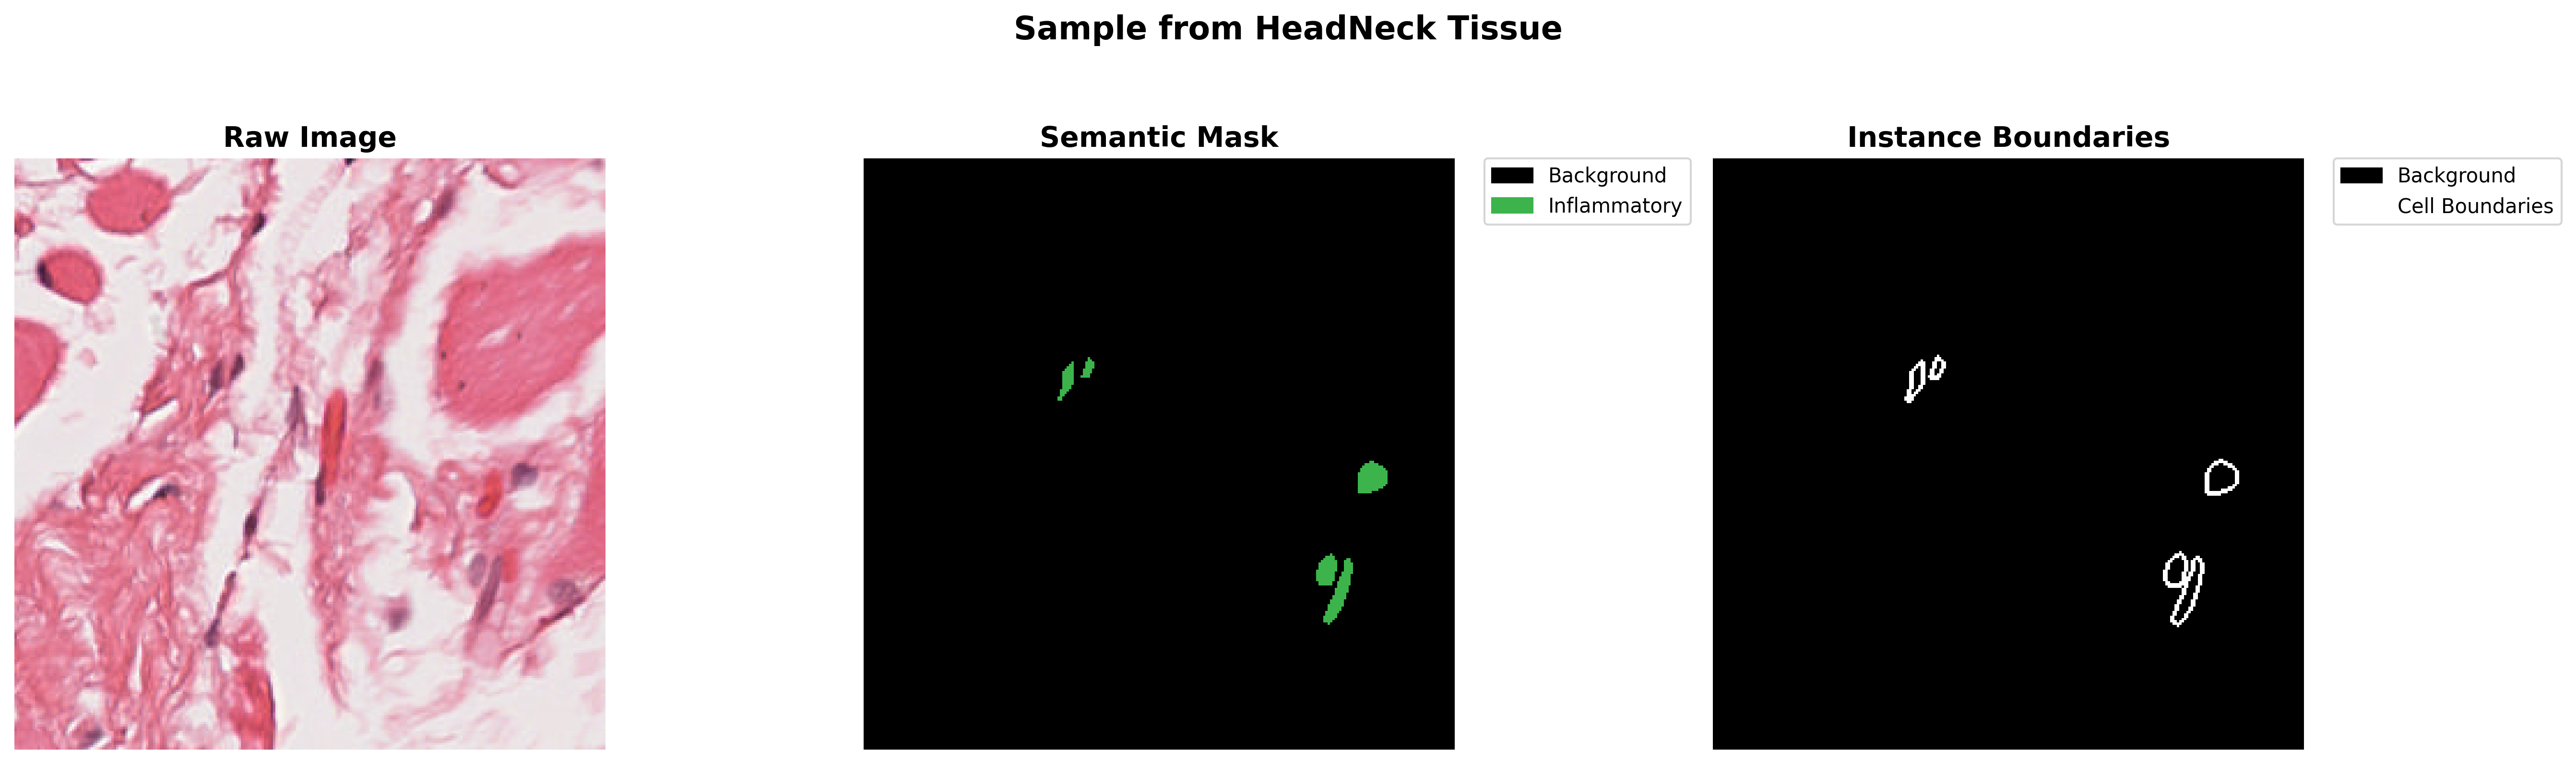 Sample from HeadNeck Tissue
Raw Image
Semantic Mask
Background
Inflammatory
Instance Boundaries
Background
Cell Boundaries